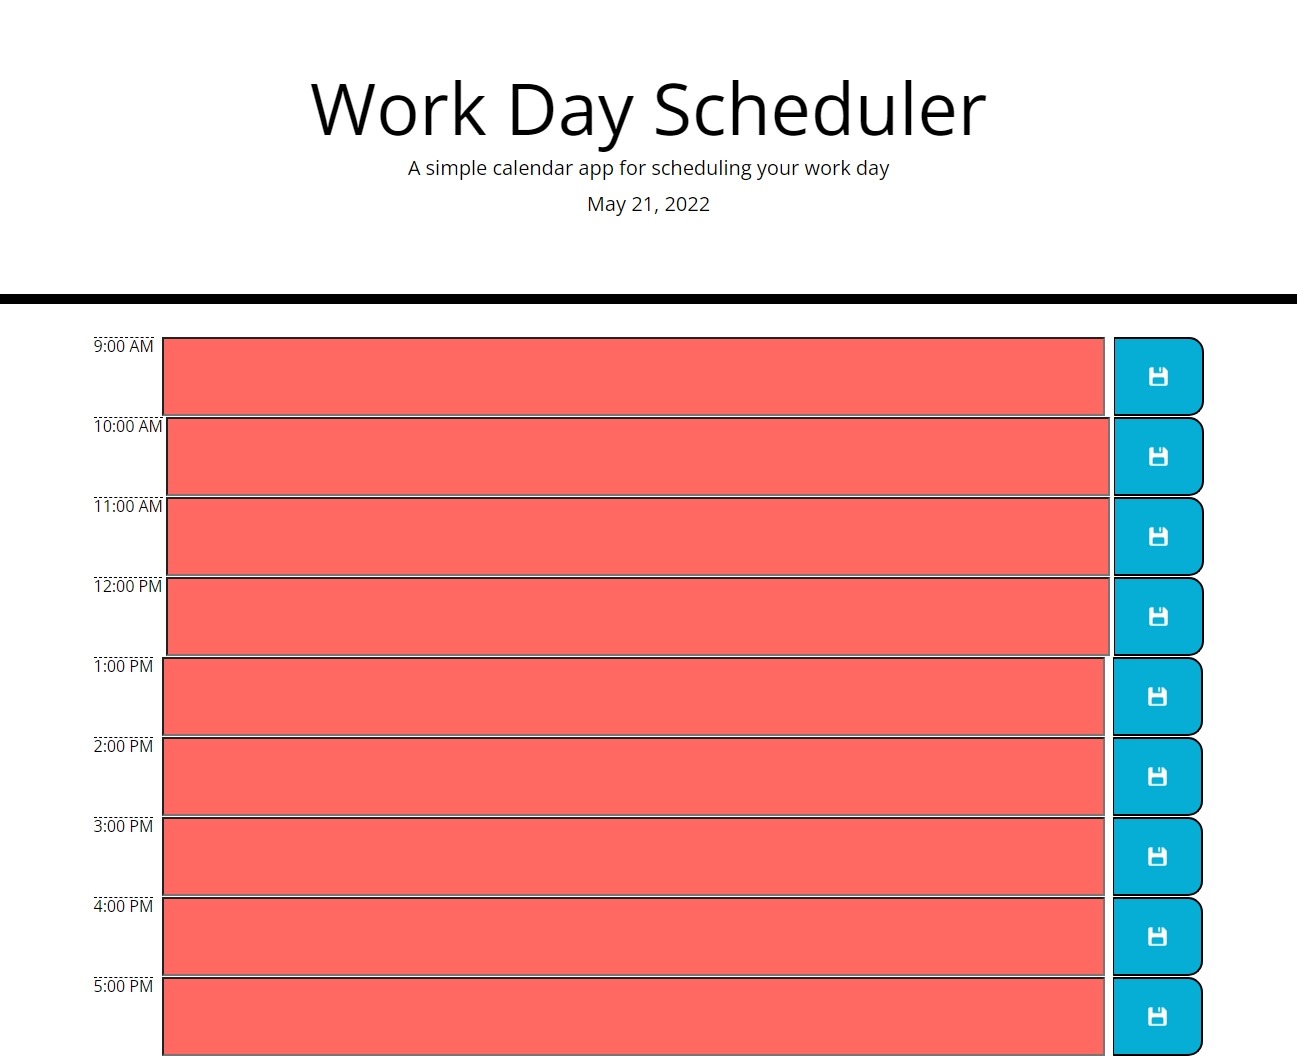 Work Day Scheduler
A simple calendar app for scheduling your work day
May 21, 2022
9:00 AM
10:00 AM
11:00 AM
12:00 PM
1:00 PM
2:00 PM
3:00 PM
4:00 PM
5:00 PM